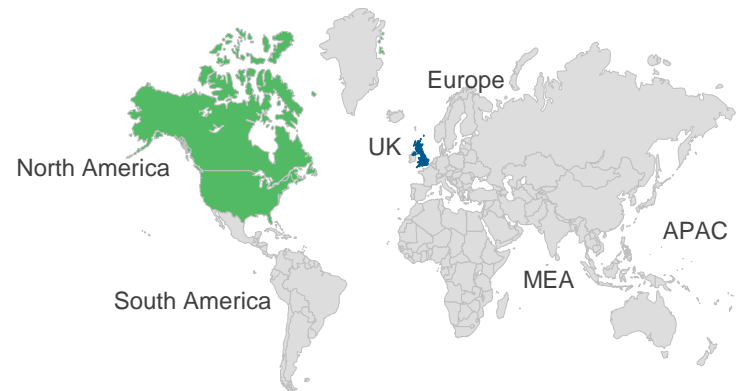 Europe
UK
North America
APAC
MEA
South America